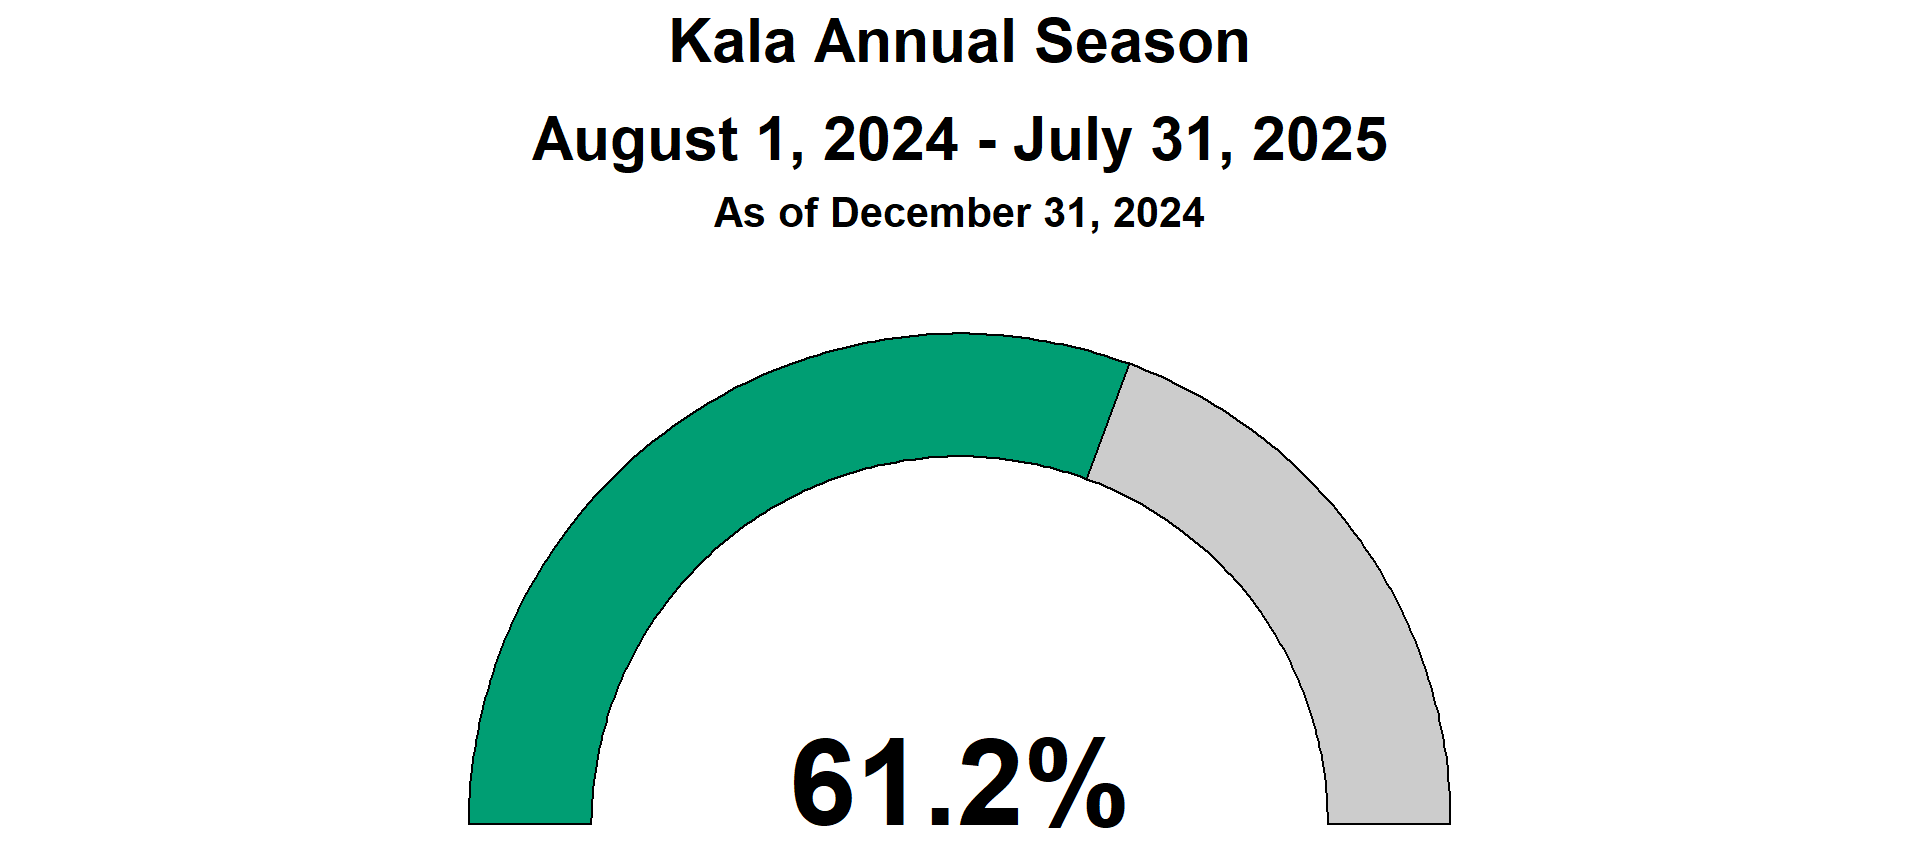 Kala Annual Season
August 1, 2024 - July 31, 2025
As of December 31, 2024
61.2%